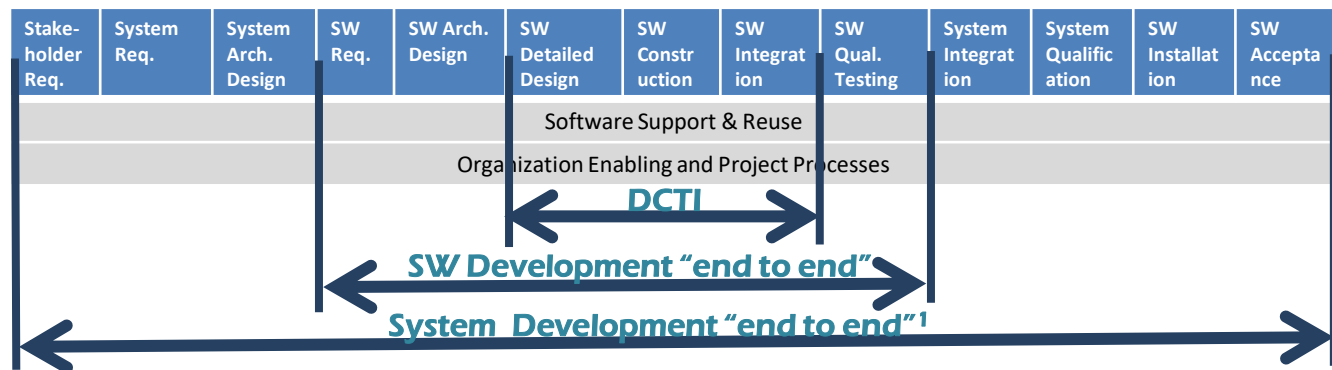 Stake-
holder
Req.
System
Req.
System
Arch.
Design
SW
Req.
SW Arch.
Design
SW
Detailed
Design
SW
Constr
uction
SW
Integrat
ion
SW
Qual.
Testing
System
Integrat
ion
System
Qualific
ation
SW
Installat
ion
SW
Accepta
nce
Software Support & Reuse
Organization Enabling and Project Processes
DCTI
SW Development “end to end”
System Development “end to end”¹